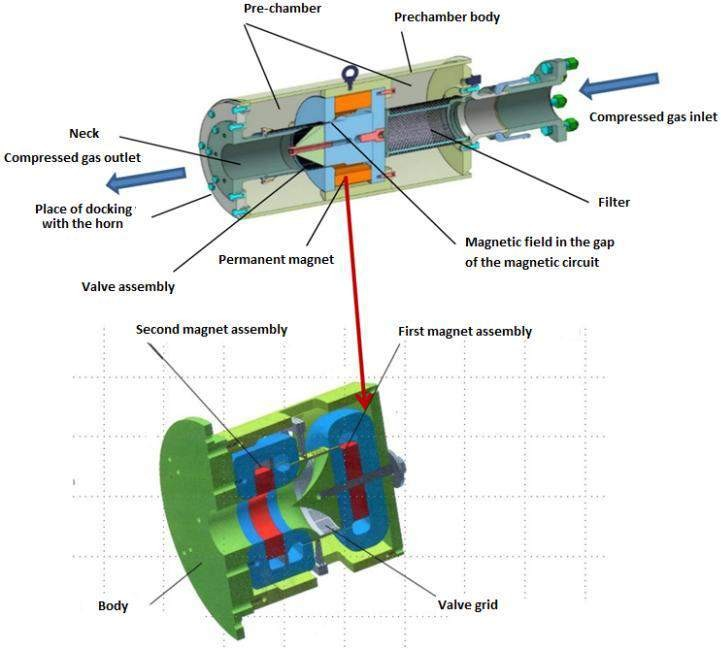 Pre-chamber
Prechamber body
Compressed gas inlet
Neck
Compressed gas outlet
Place of docking
with the horn
Filter
Magnetic field in the gap
of the magnetic circuit
Permanent magnet
Valve assembly
Second magnet assembly
First magnet assembly
Body
Valve grid